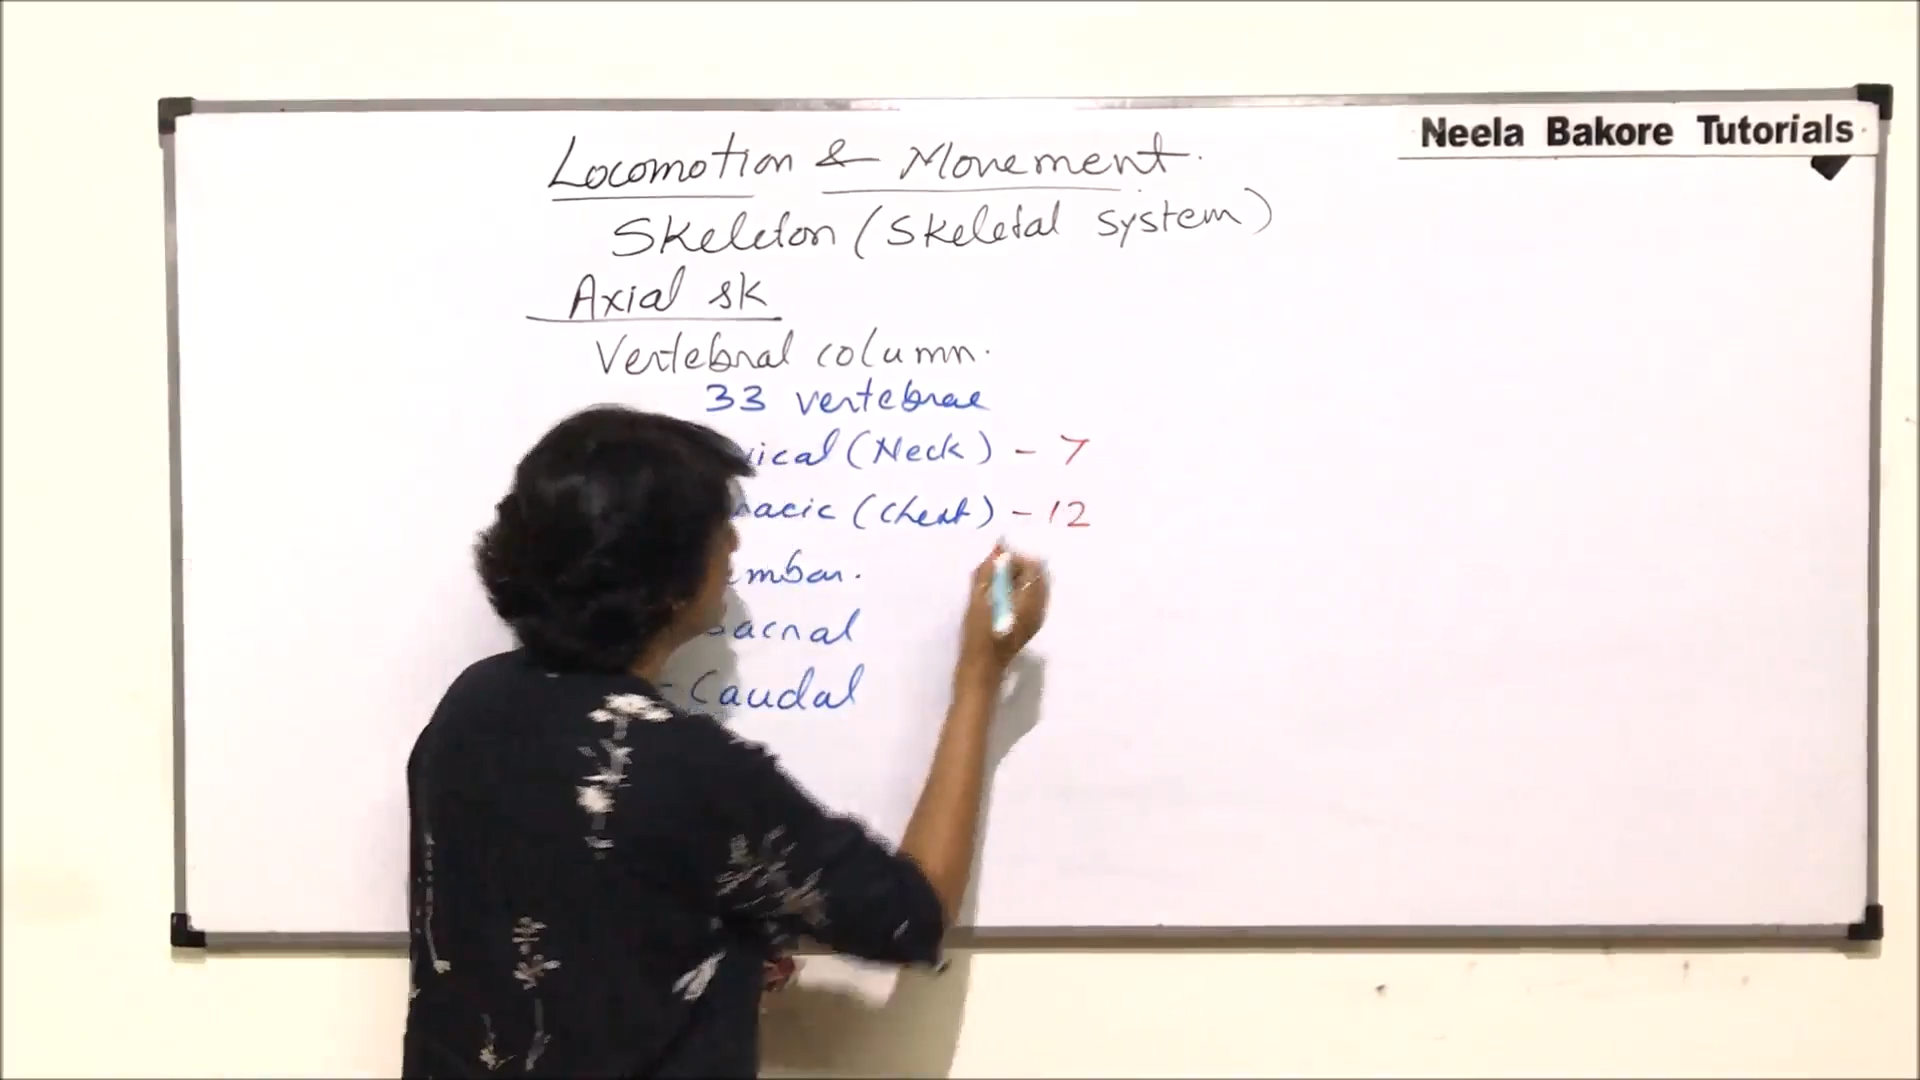 Neela Bakore Tutorials
Locomotion & Movement.
Skeleton (Skeletal system)
Axial sk
Vertebral column.
33 vertebrae
(Neck) - 7
(Chest) - 12
Sacral
- Caudal